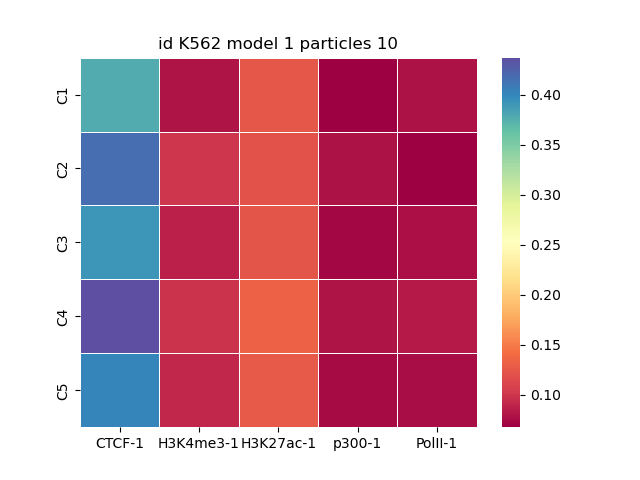 id K562 model 1 particles 10
C1
C2
C3
C4
C5
CTCF-1 H3K4me3-1 H3K27ac-1 p300-1 PolII-1
0.40
0.35
0.30
0.25
0.20
0.15
0.10